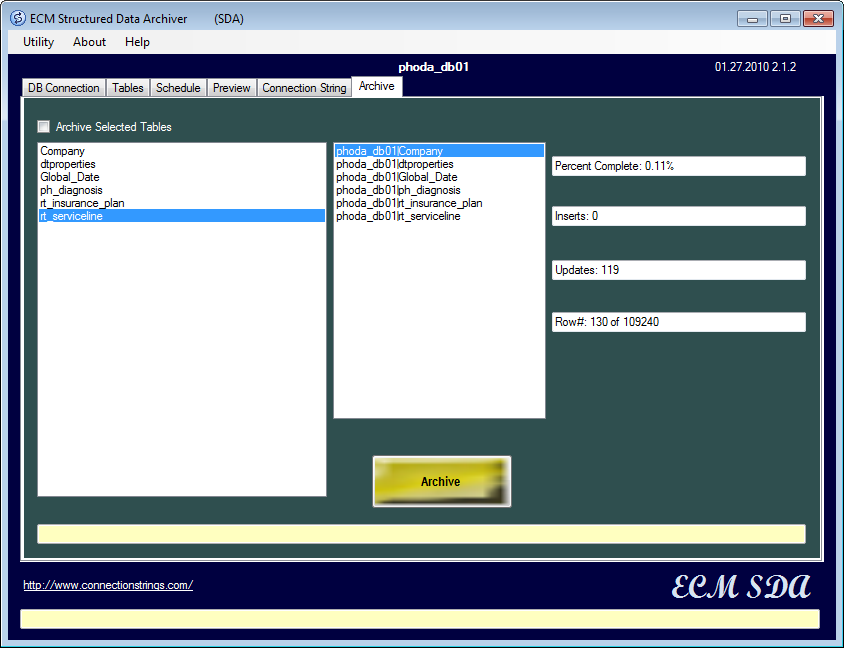 ECM Structured Data Archiver (SDA)
Utility About Help
phoda_db01 01.27.2010 2.1.2
DB Connection Tables Schedule Preview Connection String Archive
Archive Selected Tables
Company
dtproperties
Global_Date
ph_diagnosis
rt_insurance_plan
rt_serviceline
phoda_db01|Company
phoda_db01|dtproperties
phoda_db01|Global_Date
phoda_db01|ph_diagnosis
phoda_db01|rt_insurance_plan
phoda_db01|rt_serviceline
Percent Complete: 0.11%
Inserts: 0
Updates: 119
Row#: 130 of 109240
Archive
http://www.connectionstrings.com/
ECM SDA